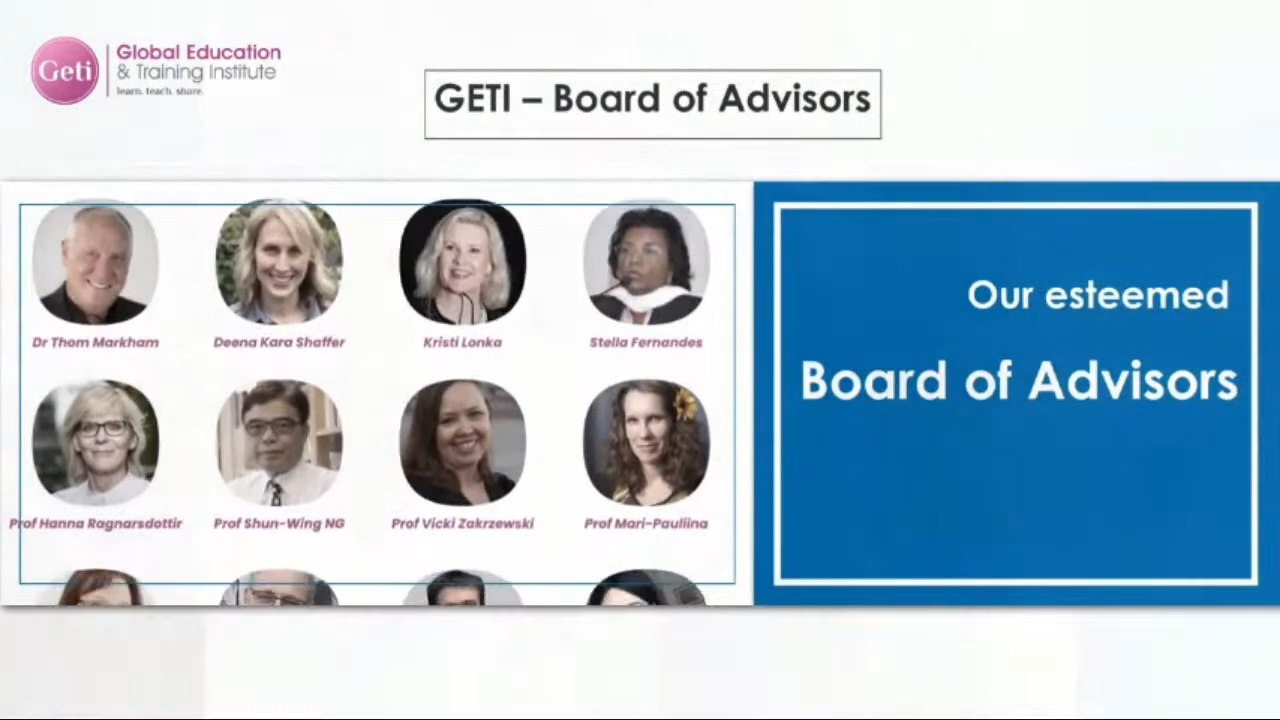 Geti
Global Education
& Training Institute
learn. teach. share.
GETI – Board of Advisors
Dr Thom Markham
Deena Kara Shaffer
Kristi Lonka
Stella Fernandes
Prof Hanna Ragnarsdottir
Prof Shun-Wing NG
Prof Vicki Zakrzewski
Prof Mari-Pauliina
Our esteemed
Board of Advisors